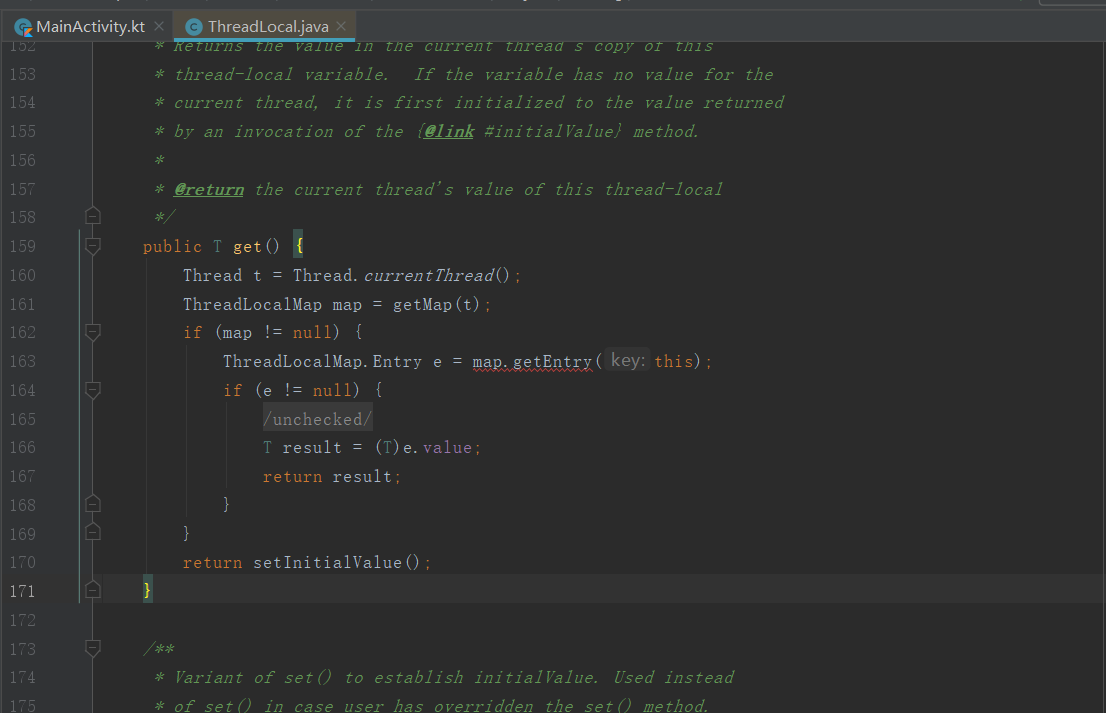 MainActivity.kt ThreadLocal.java
152 * Returns the value in the current thread's copy of this
153 * thread-local variable.  If the variable has no value for the
154 * current thread, it is first initialized to the value returned
155 * by an invocation of the {@link #initialValue} method.
156 *
157 * @return the current thread's value of this thread-local
158 */
159 public T get() {
160 Thread t = Thread.currentThread();
161 ThreadLocalMap map = getMap(t);
162 if (map != null) {
163 ThreadLocalMap.Entry e = map.getEntry( key: this);
164 if (e != null) {
165 /unchecked/
166 T result = (T)e.value;
167 return result;
168 }
169 }
170 return setInitialValue();
171 }
172
173 /**
174 * Variant of set() to establish initialValue. Used instead
175 * of set() in case user has overridden the set() method.